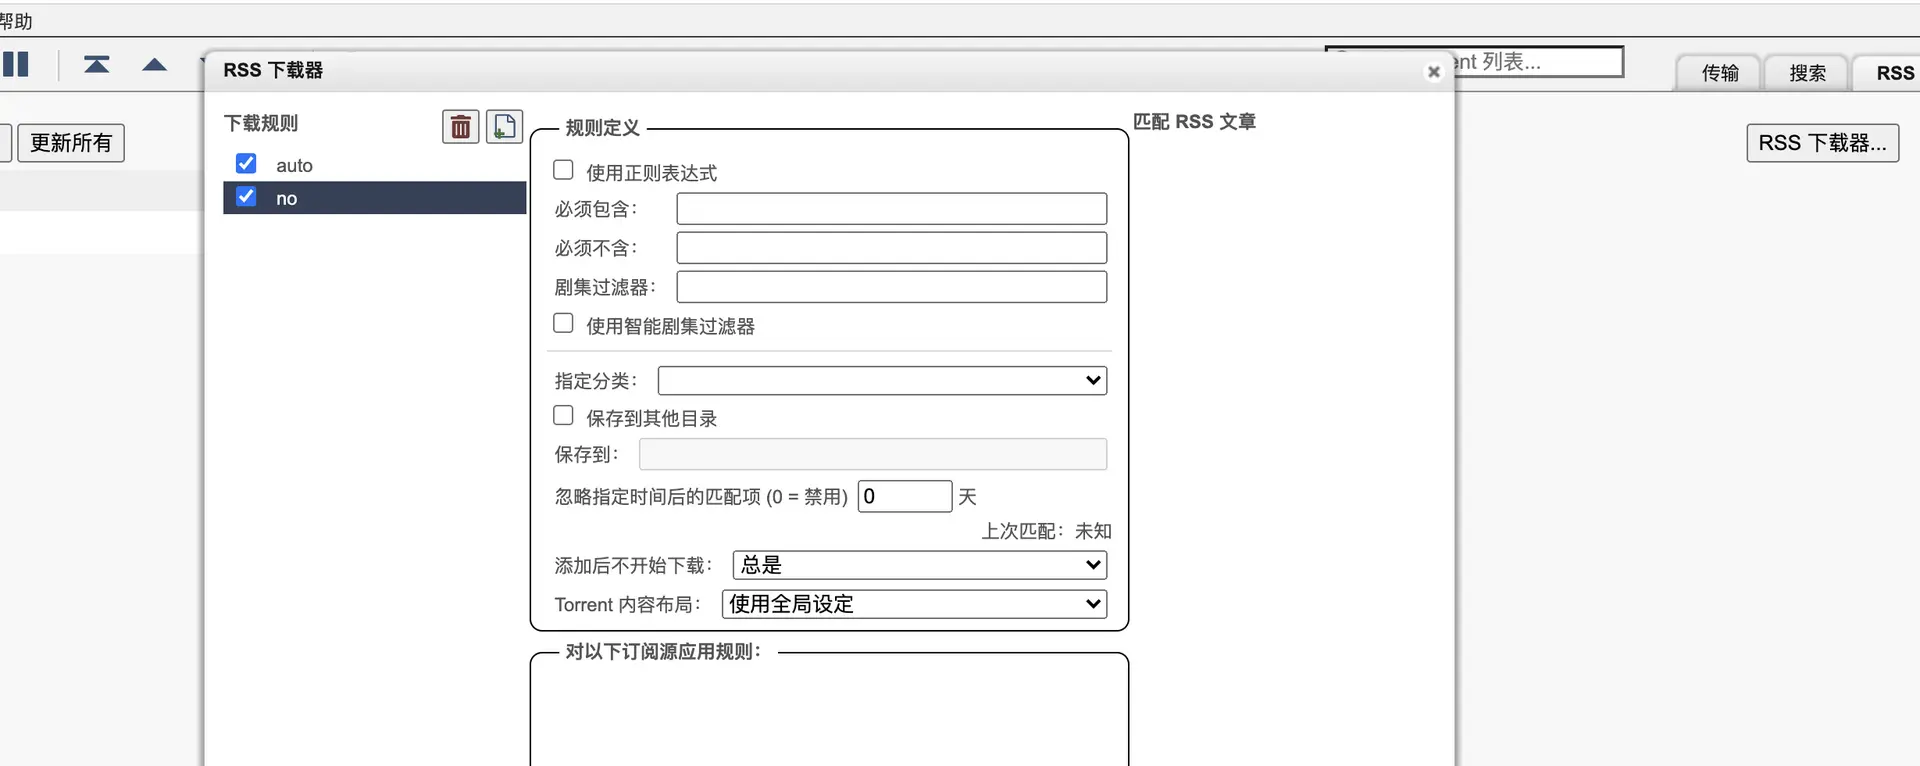 帮助
RSS 下载器
ent 列表...
传输
搜索
RSS
更新所有
RSS 下载器...
下载规则
auto
no
规则定义
使用正则表达式
必须包含：
必须不含：
剧集过滤器：
使用智能剧集过滤器
指定分类：
保存到其他目录
保存到：
忽略指定时间后的匹配项 (0 = 禁用) 0 天
上次匹配：未知
添加后不开始下载： 总是
Torrent 内容布局： 使用全局设定
对以下订阅源应用规则：
匹配 RSS 文章